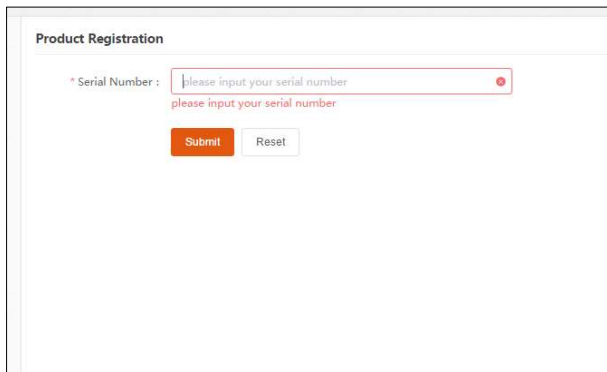 Product Registration
* Serial Number :
please input your serial number
please input your serial number
Submit
Reset